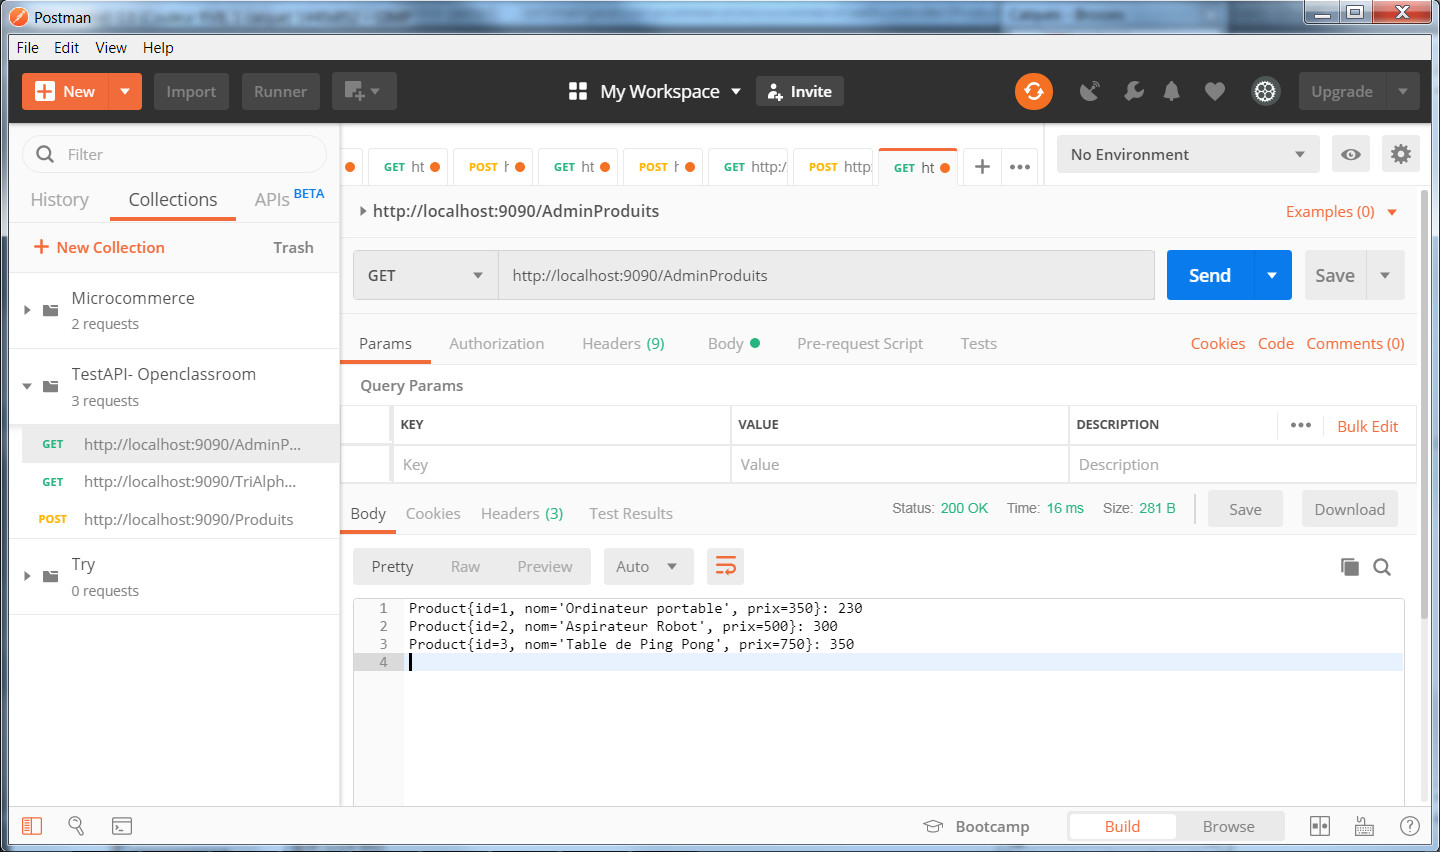 Postman
File Edit View Help
New Import Runner My Workspace Invite Upgrade
Filter
GET ht POST h GET ht POST h GET http:/ POST http: GET ht
No Environment
History Collections APIs BETA
http://localhost:9090/AdminProduits
Examples (0)
New Collection Trash
GET http://localhost:9090/AdminProduits Send Save
Microcommerce
2 requests
Params Authorization Headers (9) Body Pre-request Script Tests Cookies Code Comments (0)
TestAPI- Openclassroom
3 requests
Query Params
KEY VALUE DESCRIPTION Bulk Edit
Key Value Description
GET http://localhost:9090/AdminP...
GET http://localhost:9090/TriAlph...
POST http://localhost:9090/Produits
Body Cookies Headers (3) Test Results Status: 200 OK Time: 16 ms Size: 281 B Save Download
Try
0 requests
Pretty Raw Preview Auto
1 Product{id=1, nom='Ordinateur portable', prix=350}: 230
2 Product{id=2, nom='Aspirateur Robot', prix=500}: 300
3 Product{id=3, nom='Table de Ping Pong', prix=750}: 350
4
Bootcamp Build Browse